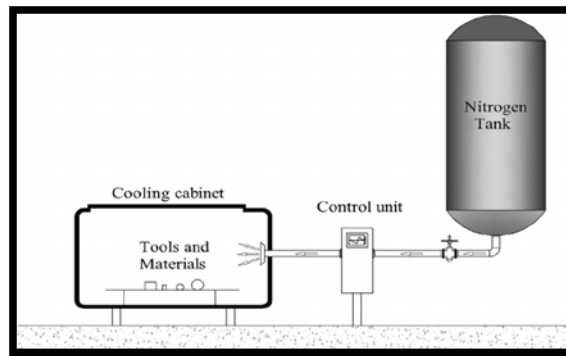 Nitrogen
Tank
Cooling cabinet
Control unit
Tools and
Materials